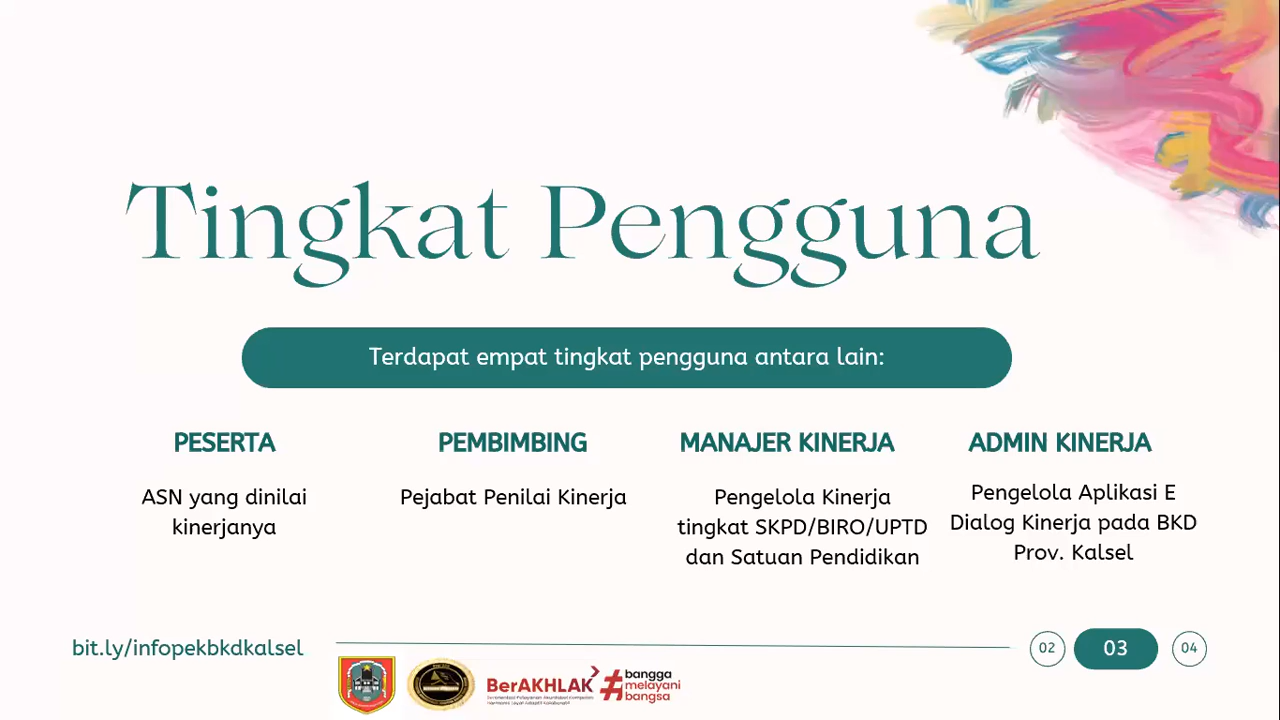 Tingkat Pengguna
Terdapat empat tingkat pengguna antara lain:
PESERTA
ASN yang dinilai
kinerjanya
PEMBIMBING
Pejabat Penilai Kinerja
MANAJER KINERJA
Pengelola Kinerja
tingkat SKPD/BIRO/UPTD
dan Satuan Pendidikan
ADMIN KINERJA
Pengelola Aplikasi E
Dialog Kinerja pada BKD
Prov. Kalsel
bit.ly/infopekbkdkalsel
02
03
04
BerAKHLAK
#bangga
melayani
bangsa